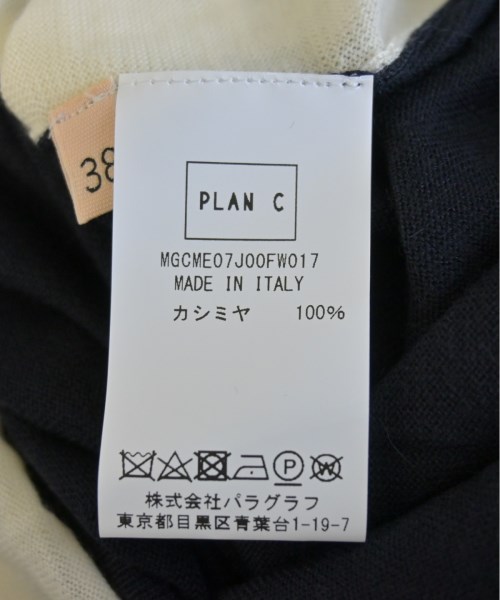 38
PLAN C
MGCME07J00FW017
MADE IN ITALY
カシミヤ 100%
P W
株式会社パラグラフ
東京都目黒区青葉台1-19-7